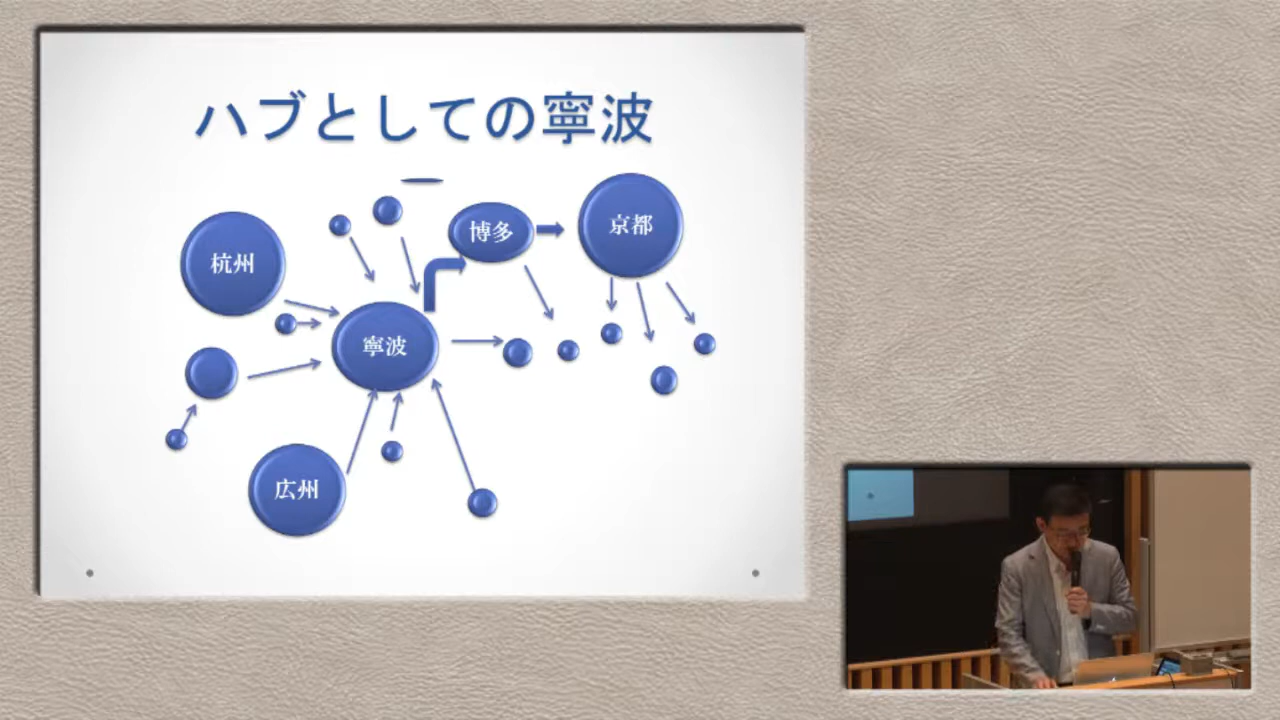 ハブとしての寧波
杭州
博多
京都
寧波
広州